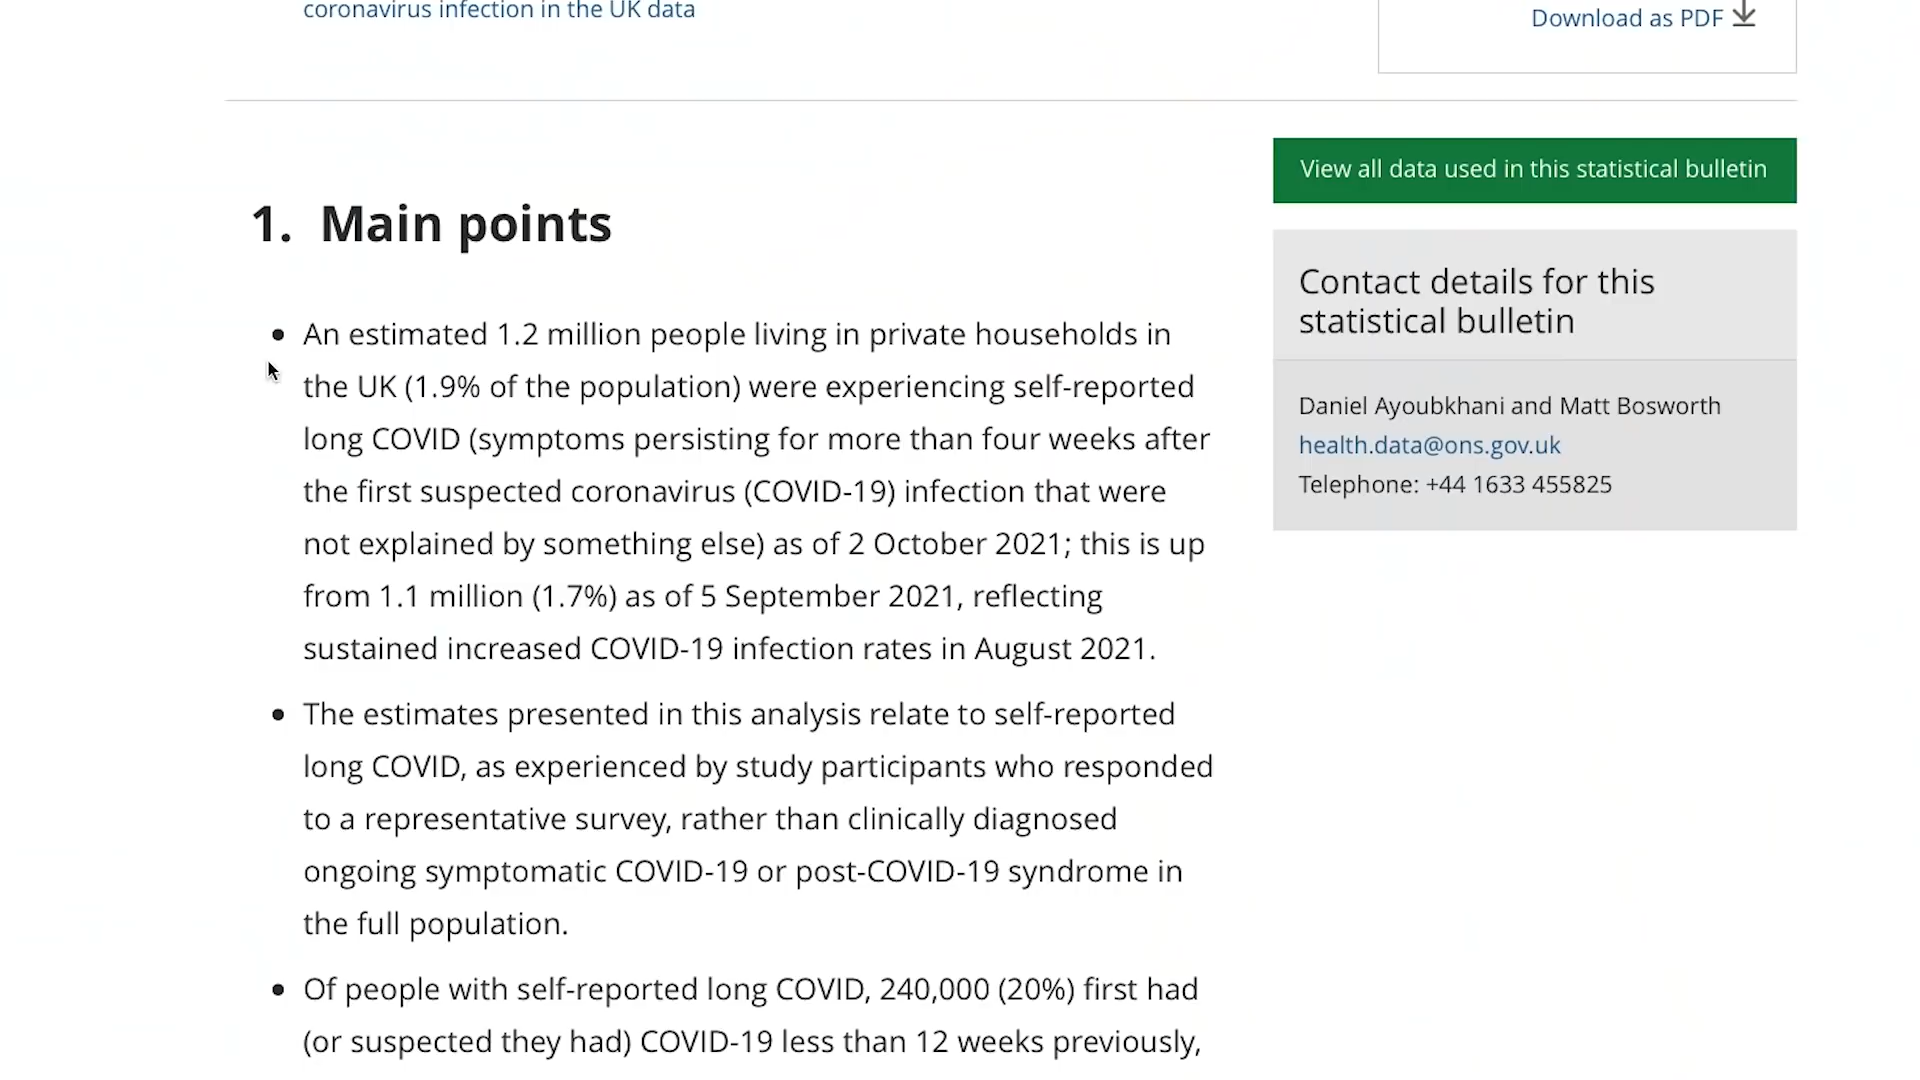 coronavirus infection in the UK data
Download as PDF
View all data used in this statistical bulletin
1. Main points
Contact details for this
statistical bulletin
Daniel Ayoubkhani and Matt Bosworth
health.data@ons.gov.uk
Telephone: +44 1633 455825
• An estimated 1.2 million people living in private households in
the UK (1.9% of the population) were experiencing self-reported
long COVID (symptoms persisting for more than four weeks after
the first suspected coronavirus (COVID-19) infection that were
not explained by something else) as of 2 October 2021; this is up
from 1.1 million (1.7%) as of 5 September 2021, reflecting
sustained increased COVID-19 infection rates in August 2021.
• The estimates presented in this analysis relate to self-reported
long COVID, as experienced by study participants who responded
to a representative survey, rather than clinically diagnosed
ongoing symptomatic COVID-19 or post-COVID-19 syndrome in
the full population.
• Of people with self-reported long COVID, 240,000 (20%) first had
(or suspected they had) COVID-19 less than 12 weeks previously,